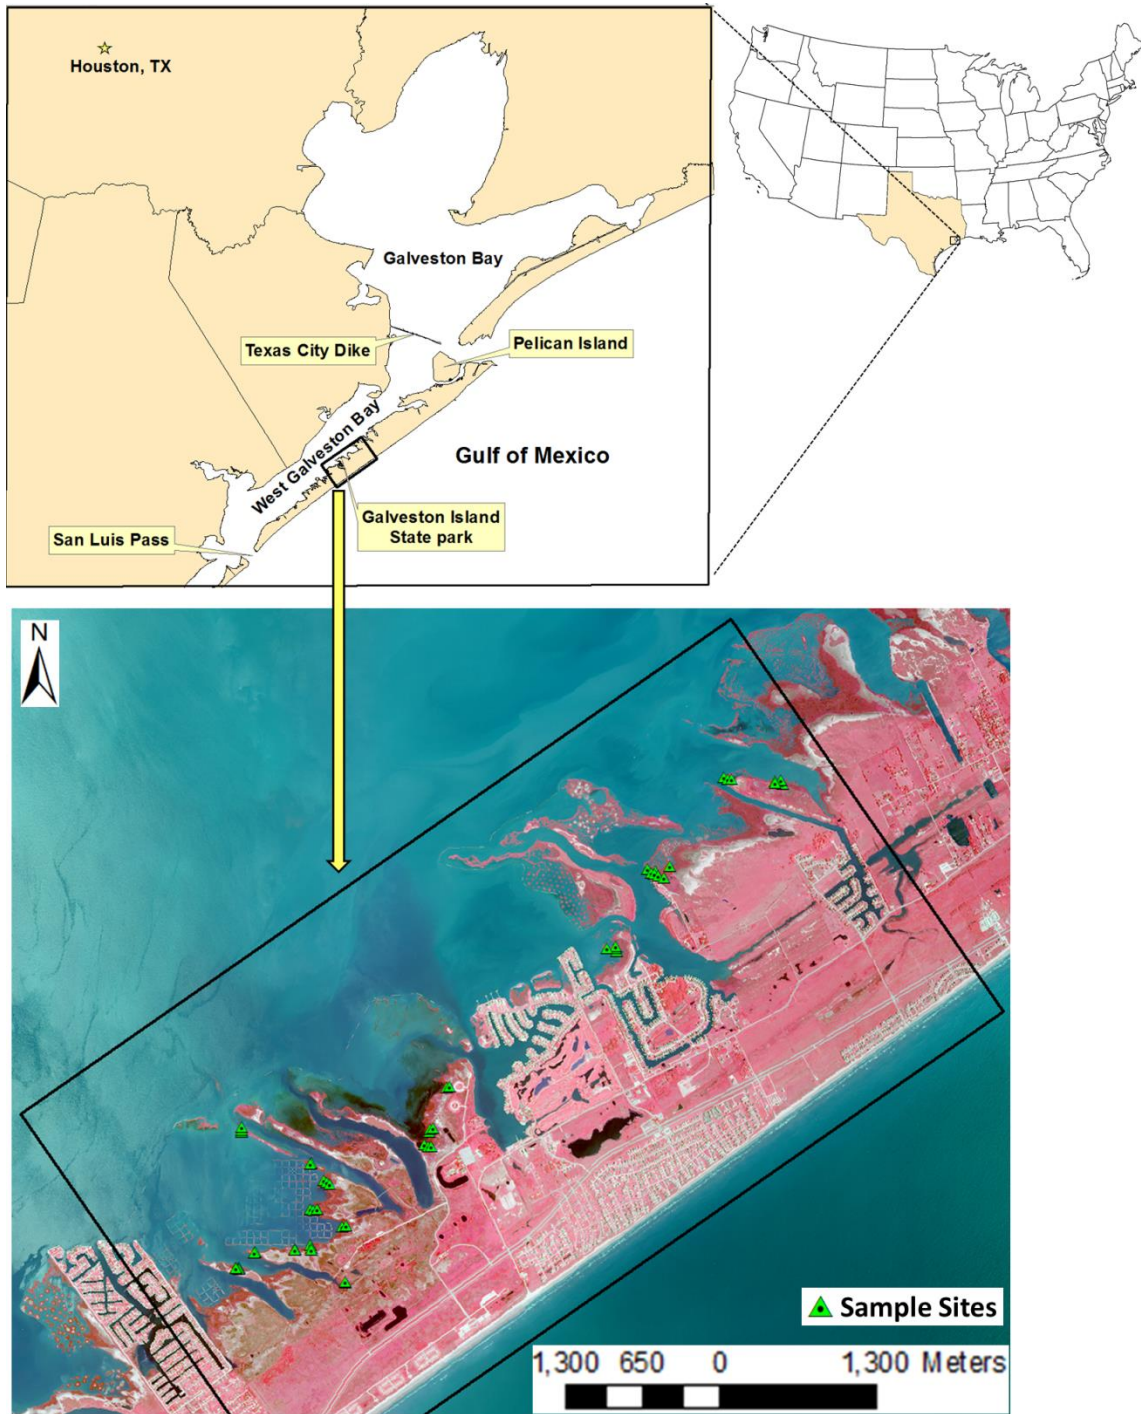 Houston, TX
Galveston Bay
Texas City Dike
Pelican Island
West Galveston Bay
Gulf of Mexico
Galveston Island
State park
San Luis Pass
N
Sample Sites
1,300 650 0 1,300 Meters